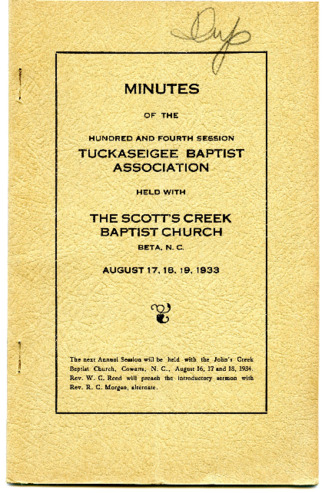 Dup
MINUTES
OF THE
HUNDRED AND FOURTH SESSION
TUCKASEIGEE BAPTIST
ASSOCIATION
HELD WITH
THE SCOTT'S CREEK
BAPTIST CHURCH
BETA, N. C.
AUGUST 17, 18, 19, 1933
The next Annual Session will be held with the John's Creek
Baptist Church, Cowarts, N. C., August 16, 17 and 18, 1934.
Rev. W. C. Reed will preach the introductory sermon with
Rev. R. C. Morgan, alternate.